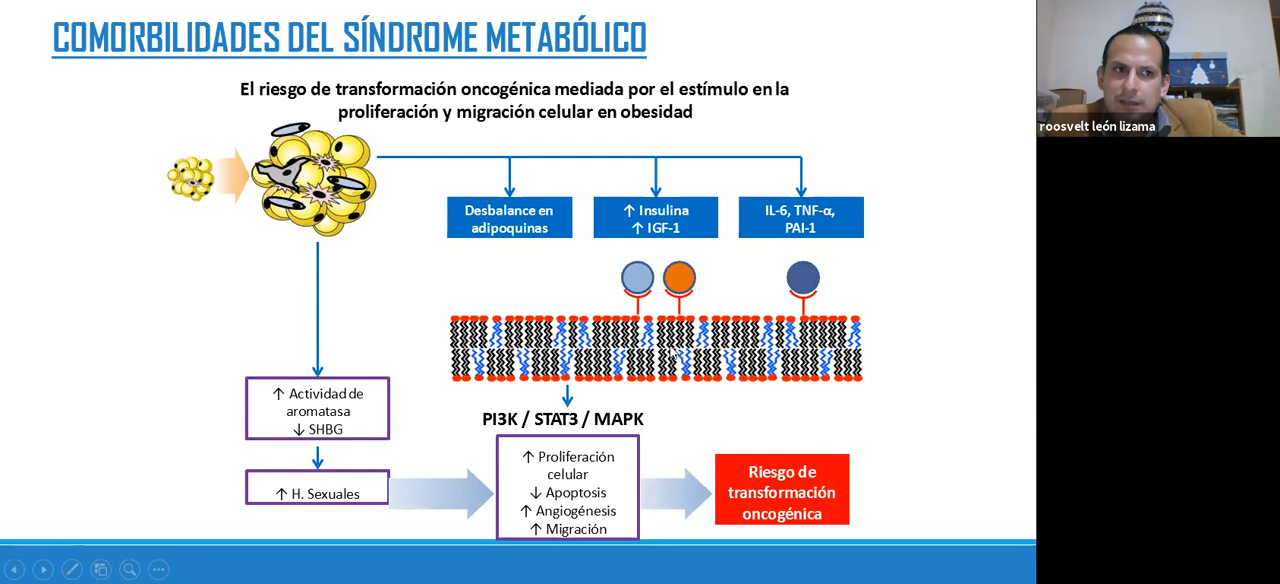 COMORBILIDADES DEL SÍNDROME METABÓLICO
El riesgo de transformación oncogénica mediada por el estímulo en la
proliferación y migración celular en obesidad
roosvelt león lizama
Desbalance en
adipoquinas
↑ Insulina
↑ IGF-1
IL-6, TNF-α,
PAI-1
↑ Actividad de
aromatasa
↓ SHBG
↑ H. Sexuales
PI3K / STAT3 / MAPK
↑ Proliferación
celular
↓ Apoptosis
↑ Angiogénesis
↑ Migración
Riesgo de
transformación
oncogénica